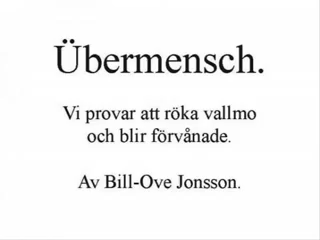 Übermensch.
Vi provar att röka vallmo
och blir förvånade.
Av Bill-Ove Jonsson.